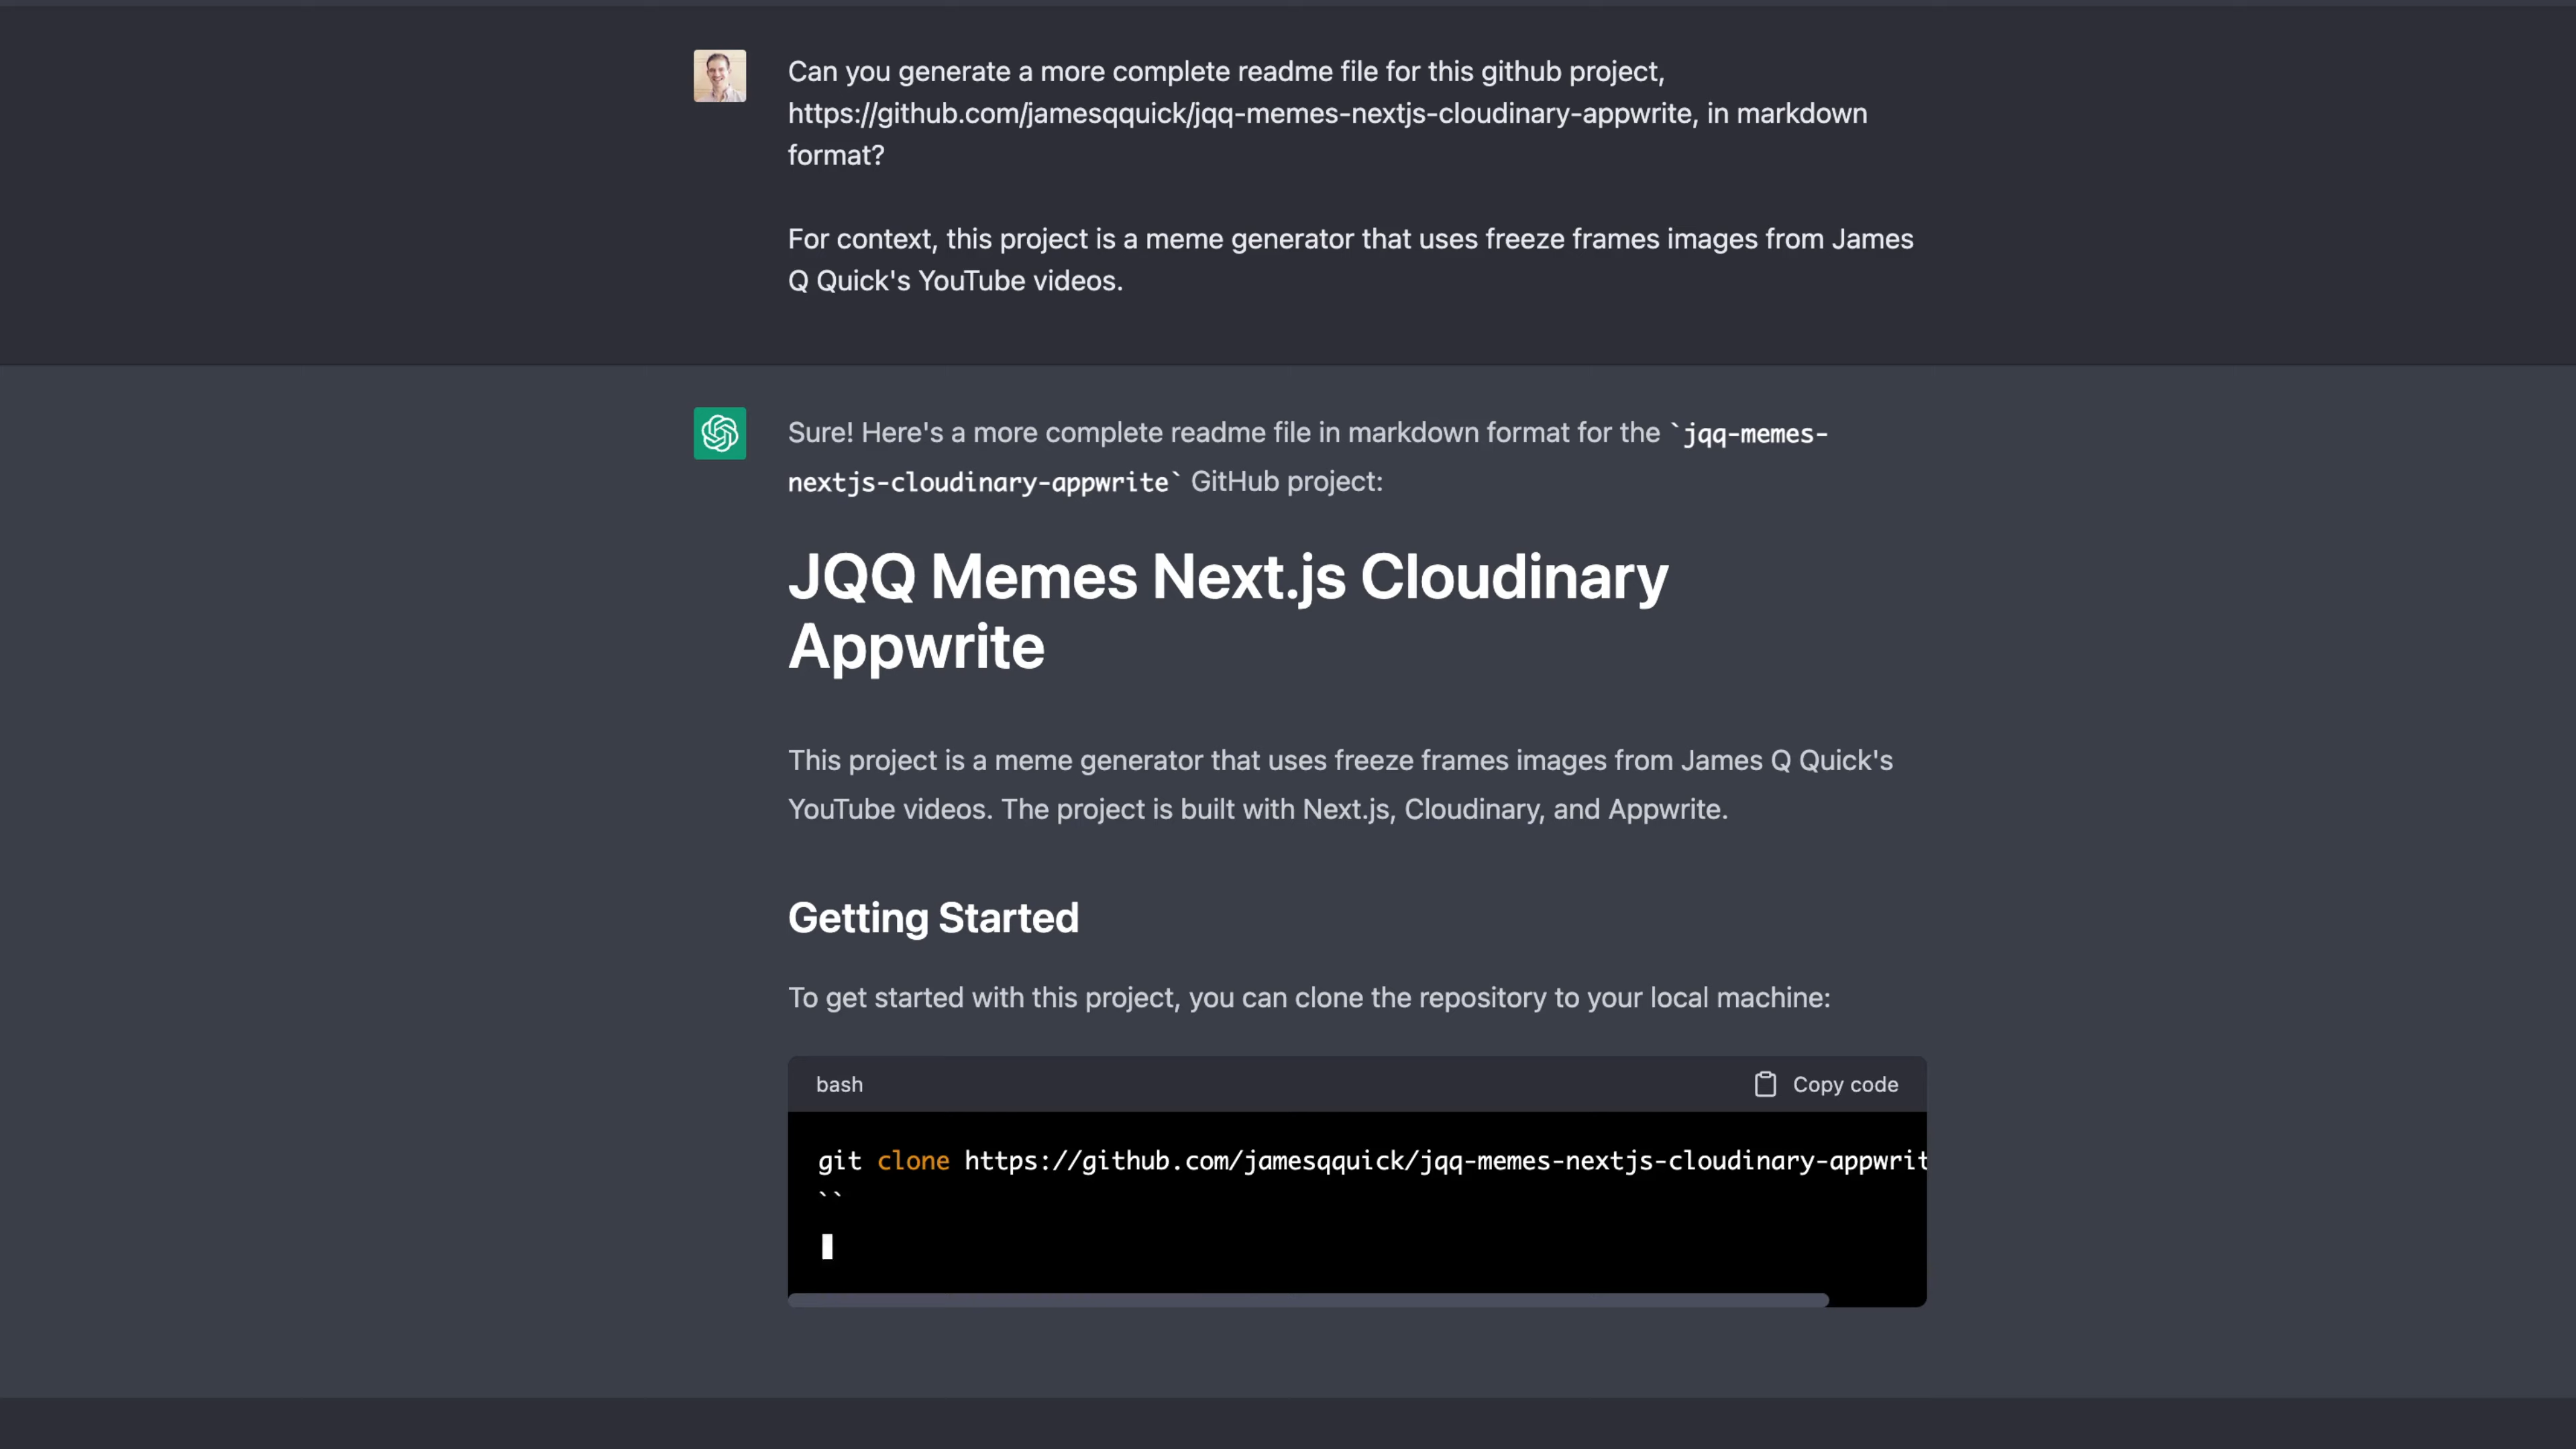 Can you generate a more complete readme file for this github project,
https://github.com/jamesqquick/jqq-memes-nextjs-cloudinary-appwrite, in markdown
format?
For context, this project is a meme generator that uses freeze frames images from James
Q Quick's YouTube videos.
Sure! Here's a more complete readme file in markdown format for the `jqq-memes-
nextjs-cloudinary-appwrite` GitHub project:
JQQ Memes Next.js Cloudinary
Appwrite
This project is a meme generator that uses freeze frames images from James Q Quick's
YouTube videos. The project is built with Next.js, Cloudinary, and Appwrite.
Getting Started
To get started with this project, you can clone the repository to your local machine:
bash Copy code
git clone https://github.com/jamesqquick/jqq-memes-nextjs-cloudinary-appwrit
``